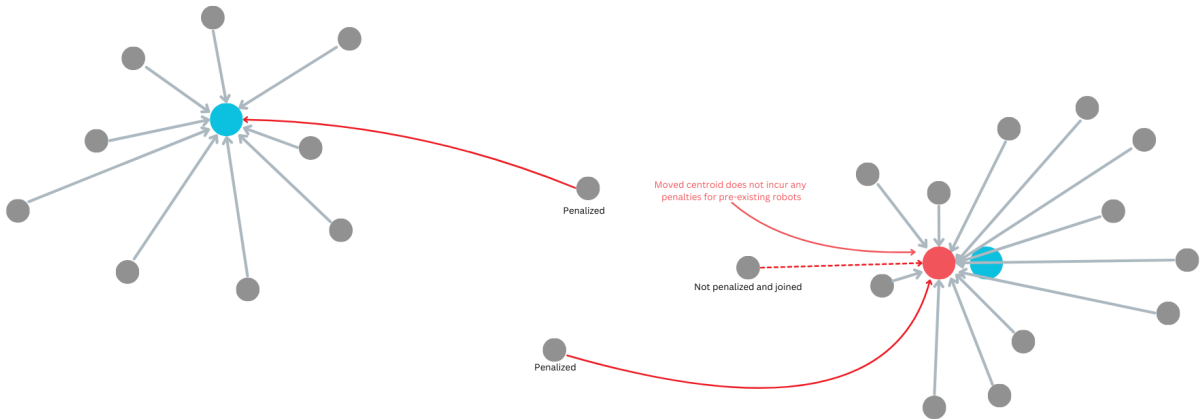 Penalized
Moved centroid does not incur any
penalties for pre-existing robots
Not penalized and joined
Penalized